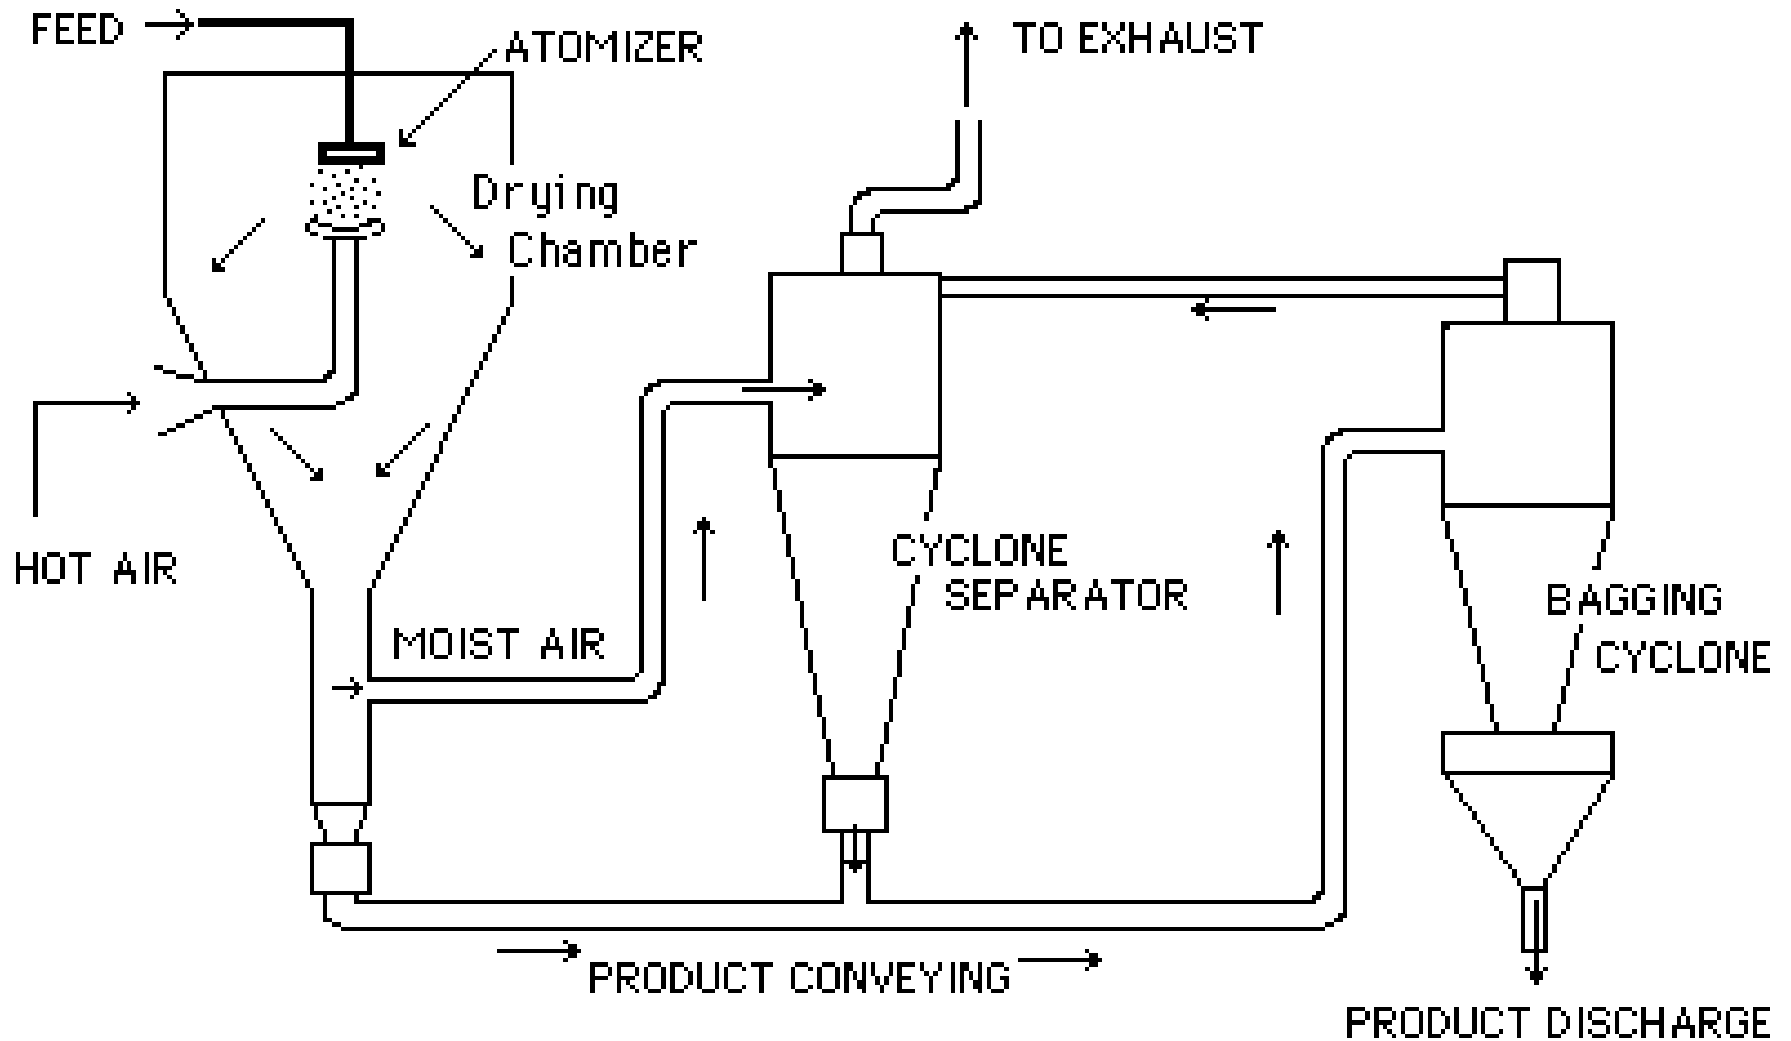 FEED
ATOMIZER
TO EXHAUST
Drying
Chamber
HOT AIR
CYCLONE
SEPARATOR
BAGGING
CYCLONE
MOIST AIR
PRODUCT CONVEYING
PRODUCT DISCHARGE